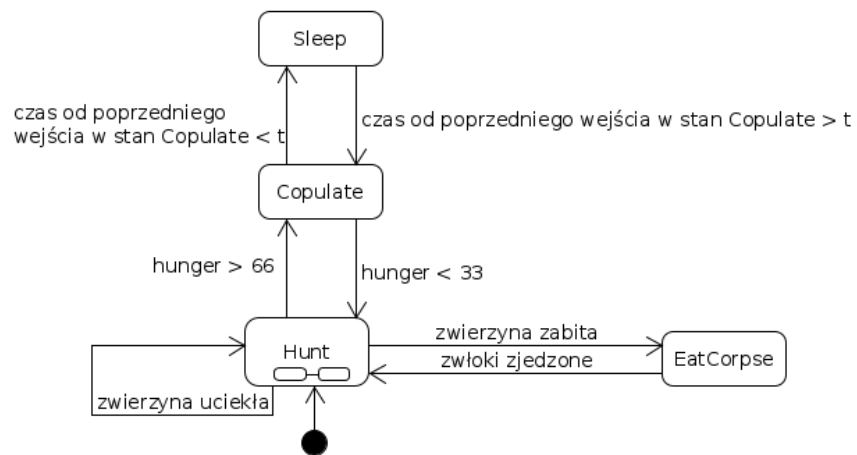 Sleep
czas od poprzedniego
wejścia w stan Copulate < t
czas od poprzedniego wejścia w stan Copulate > t
Copulate
hunger > 66
hunger < 33
Hunt
zwierzyna zabita
zwłoki zjedzone
EatCorpse
zwierzyna uciekła